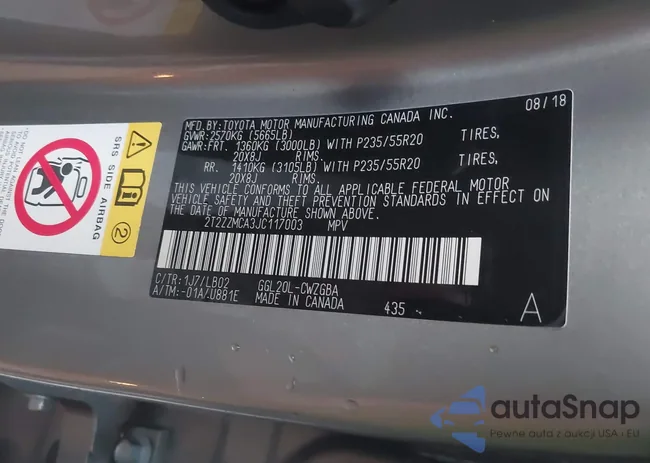 MFD.BY: TOYOTA MOTOR MANUFACTURING CANADA INC. 08/18
GVWR: 2570KG (5665LB)
GAWR:FRT. 1360KG (3000LB) WITH P235/55R20 TIRES,
20X8J RIMS.
RR. 1410KG (3105LB) WITH P235/55R20 TIRES,
20X8J RIMS.
THIS VEHICLE CONFORMS TO ALL APPLICABLE FEDERAL MOTOR
VEHICLE SAFETY AND BUMPER STANDARDS IN EFFECT ON
THE DATE OF MANUFACTURE SHOWN ABOVE.
2T2ZZMCA3JC117003 MPV
C/TR: 1J7/LB02 GGL20L-CWZGBA
A/TM: -01A/U881E MADE IN CANADA 435 A
SRS SIDE AIRBAG
2
autaSnap
Pewne auta z aukcji USA i EU